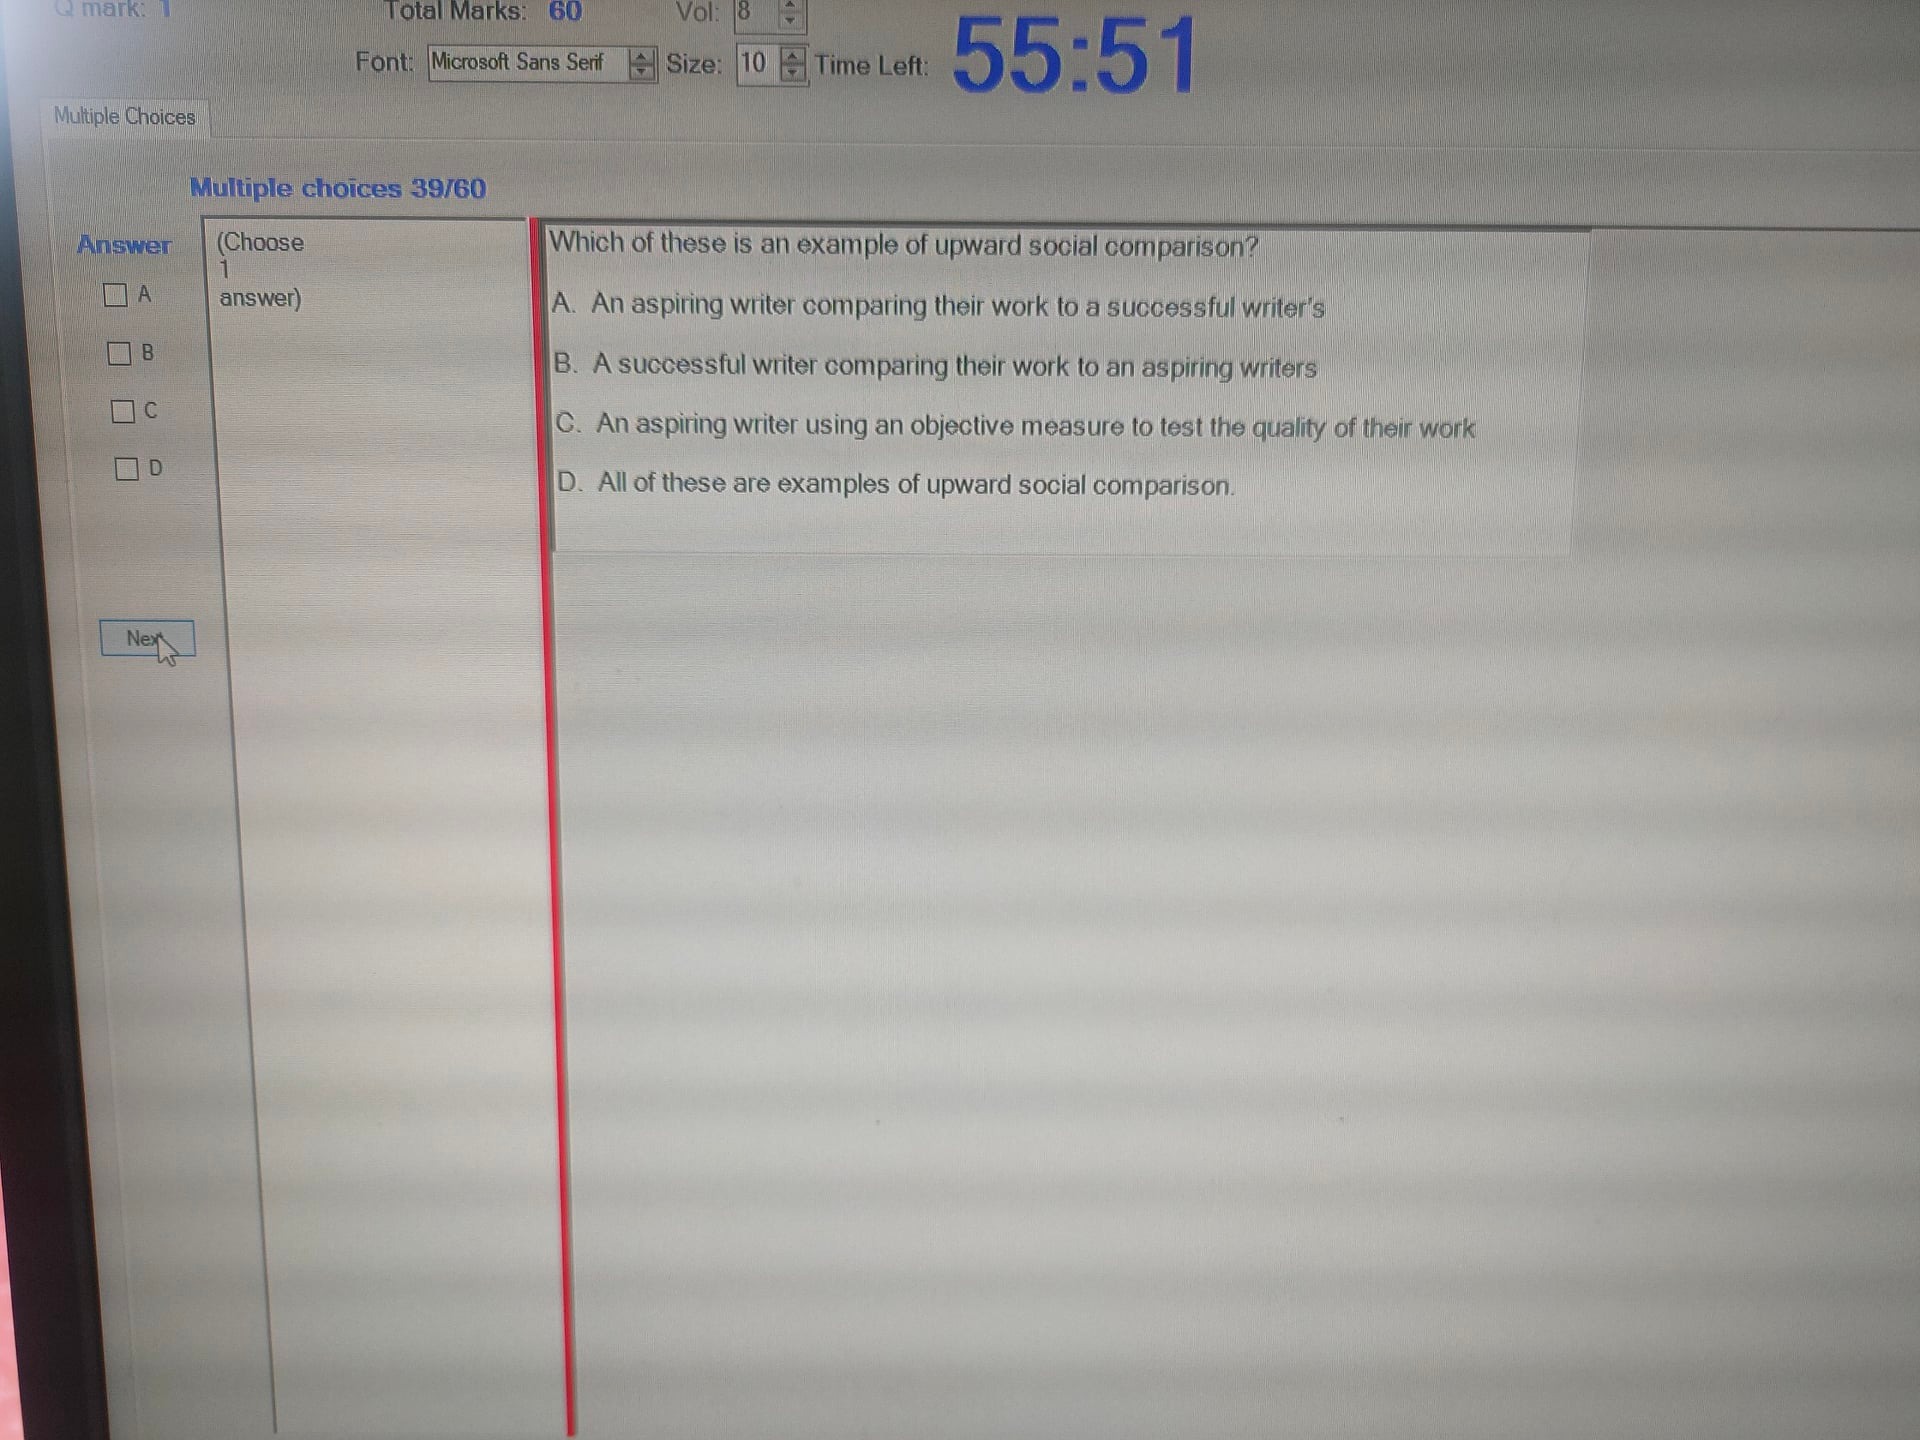 Q mark: 1 Total Marks: 60 Vol: 8
Font: Microsoft Sans Serif Size: 10 Time Left: 55:51
Multiple Choices
Multiple choices 39/60
Answer
A
B
C
D
Next
(Choose
1
answer)
Which of these is an example of upward social comparison?
A. An aspiring writer comparing their work to a successful writer's
B. A successful writer comparing their work to an aspiring writers
C. An aspiring writer using an objective measure to test the quality of their work
D. All of these are examples of upward social comparison.